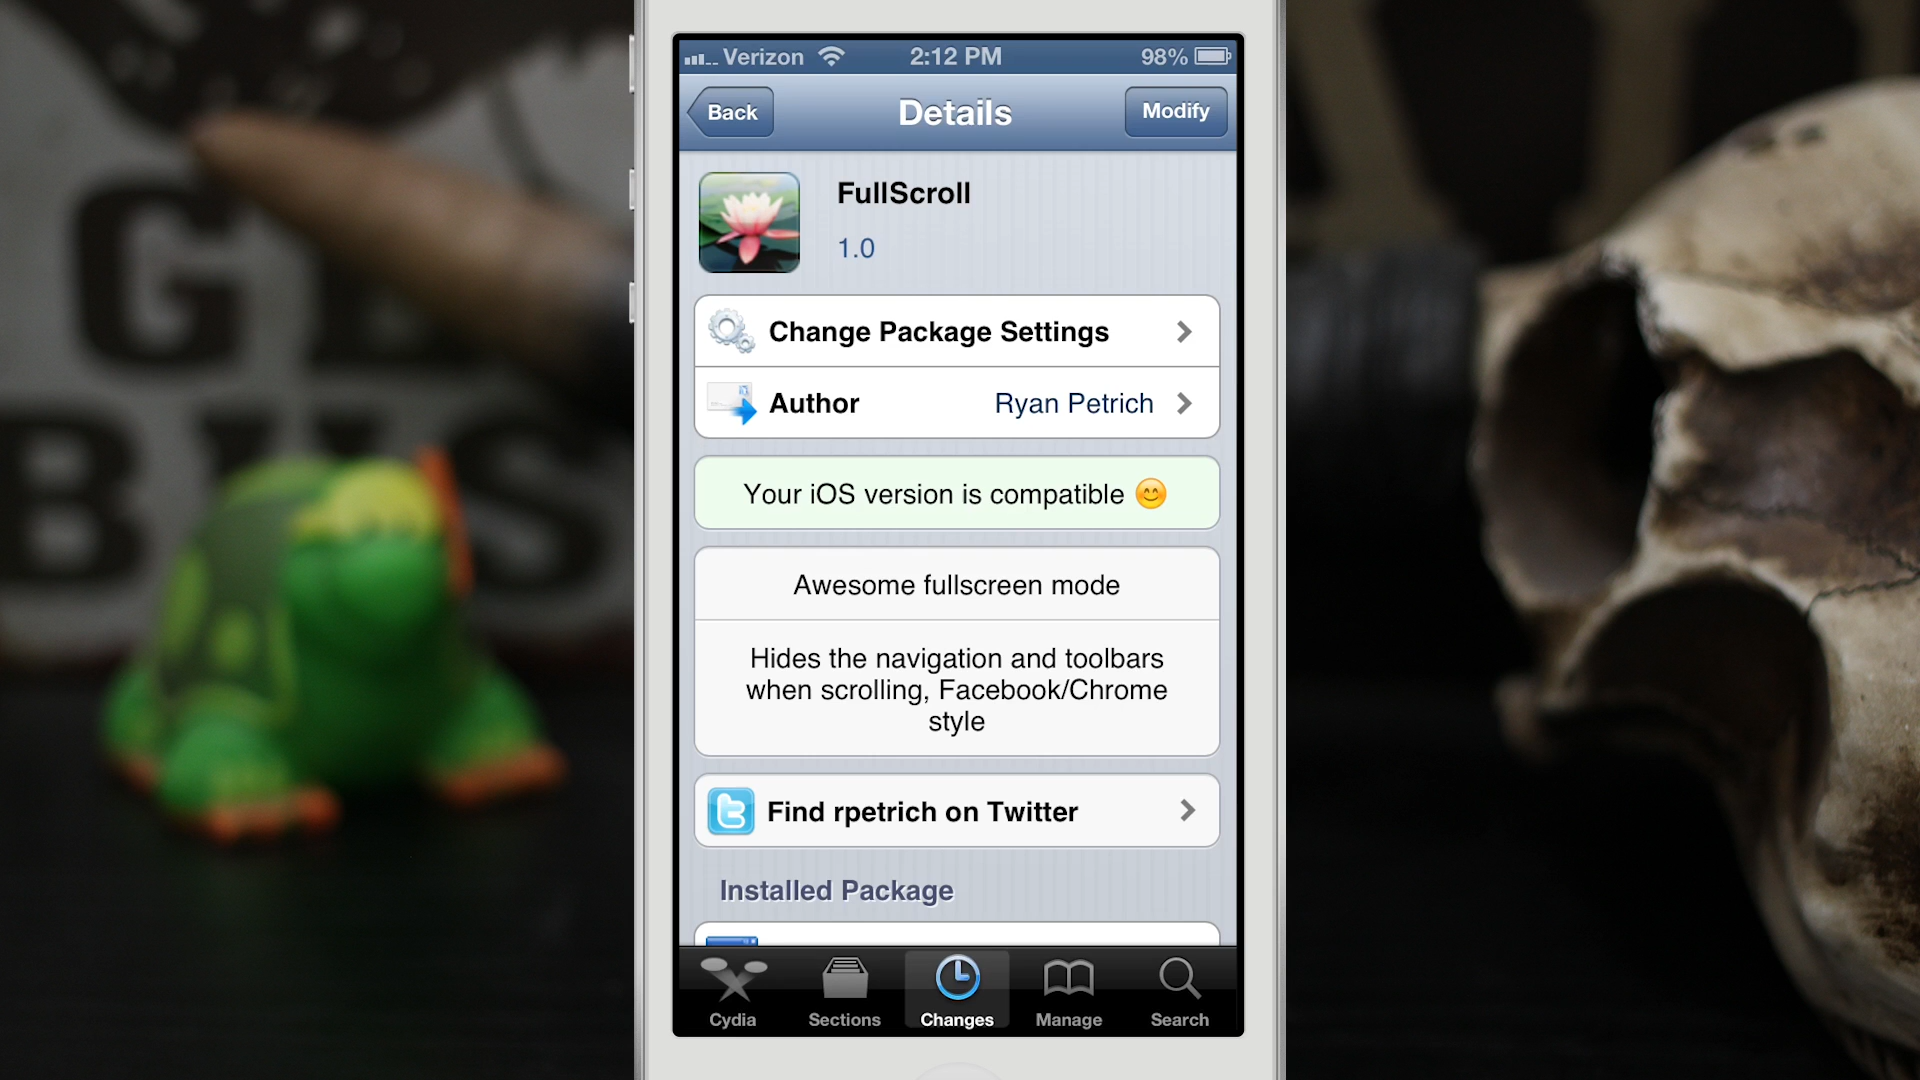 Verizon 2:12 PM 98%
Back Details Modify
FullScroll
1.0
Change Package Settings
Author Ryan Petrich
Your iOS version is compatible 😊
Awesome fullscreen mode
Hides the navigation and toolbars
when scrolling, Facebook/Chrome
style
Find rpetrich on Twitter
Installed Package
Cydia Sections Changes Manage Search